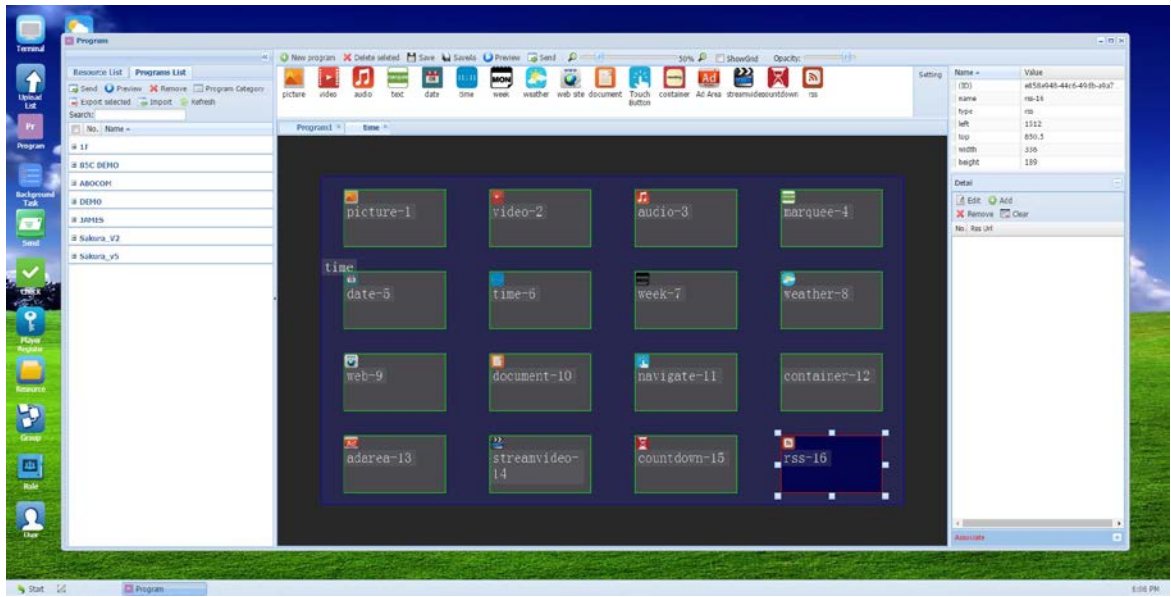 Terminal
Upload
List
Program
Background
Task
Send
Check
Player
Register
Resource
Group
Role
User
Program
Resource List
Programs List
Send Preview Remove Program Category
Export selected Import Refresh
Search:
No. Name
1F
85C DEMO
ABOCOM
DEMO
JAMES
Sakura_V2
Sakura_v5
New program Delete seleted Save SaveAs Preview Send 50% ShowGrid Opacity:
picture video audio text date time week weather web site document Touch Button container Ad Area streamvideo countdown rss
Setting
Program1 time
picture-1 video-2 audio-3 marquee-4
time
date-5 time-6 week-7 weather-8
web-9 document-10 navigate-11 container-12
adarea-13 streamvideo-14 countdown-15 rss-16
Name Value
(ID)
name rss-16
type rss
left 1512
top 850.5
width 336
height 189
Detail
Edit Add
Remove Clear
No. Rss Url
Associate
Start Program 6:06 PM